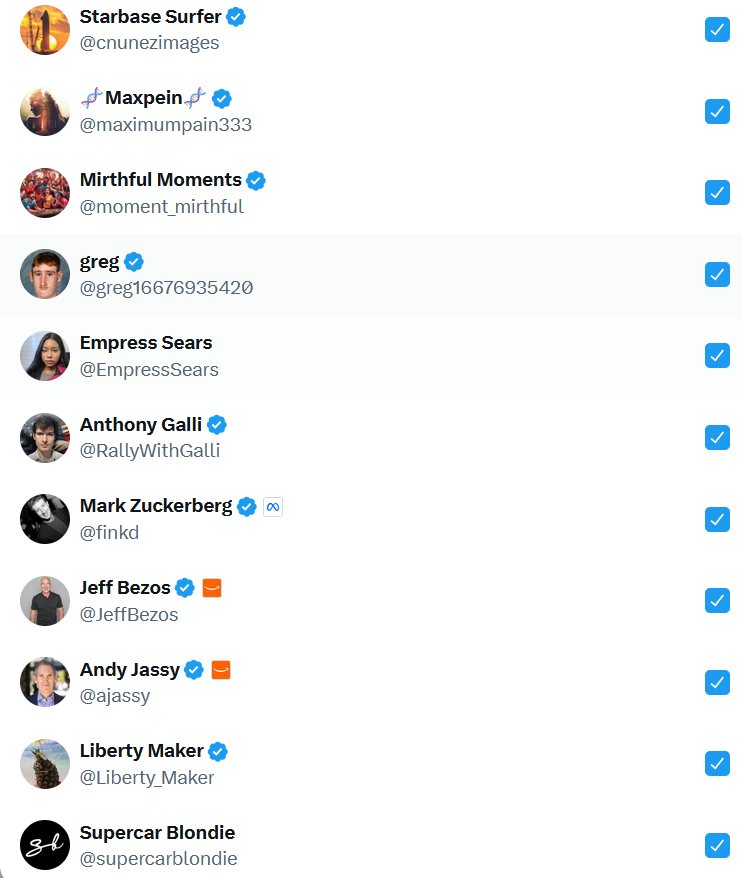 Starbase Surfer
@cnunezimages
🧬Maxpein🧬
@maximumpain333
Mirthful Moments
@moment_mirthful
greg
@greg16676935420
Empress Sears
@EmpressSears
Anthony Galli
@RallyWithGalli
Mark Zuckerberg
@finkd
Jeff Bezos
@JeffBezos
Andy Jassy
@ajassy
Liberty Maker
@Liberty_Maker
Supercar Blondie
@supercarblondie
sb